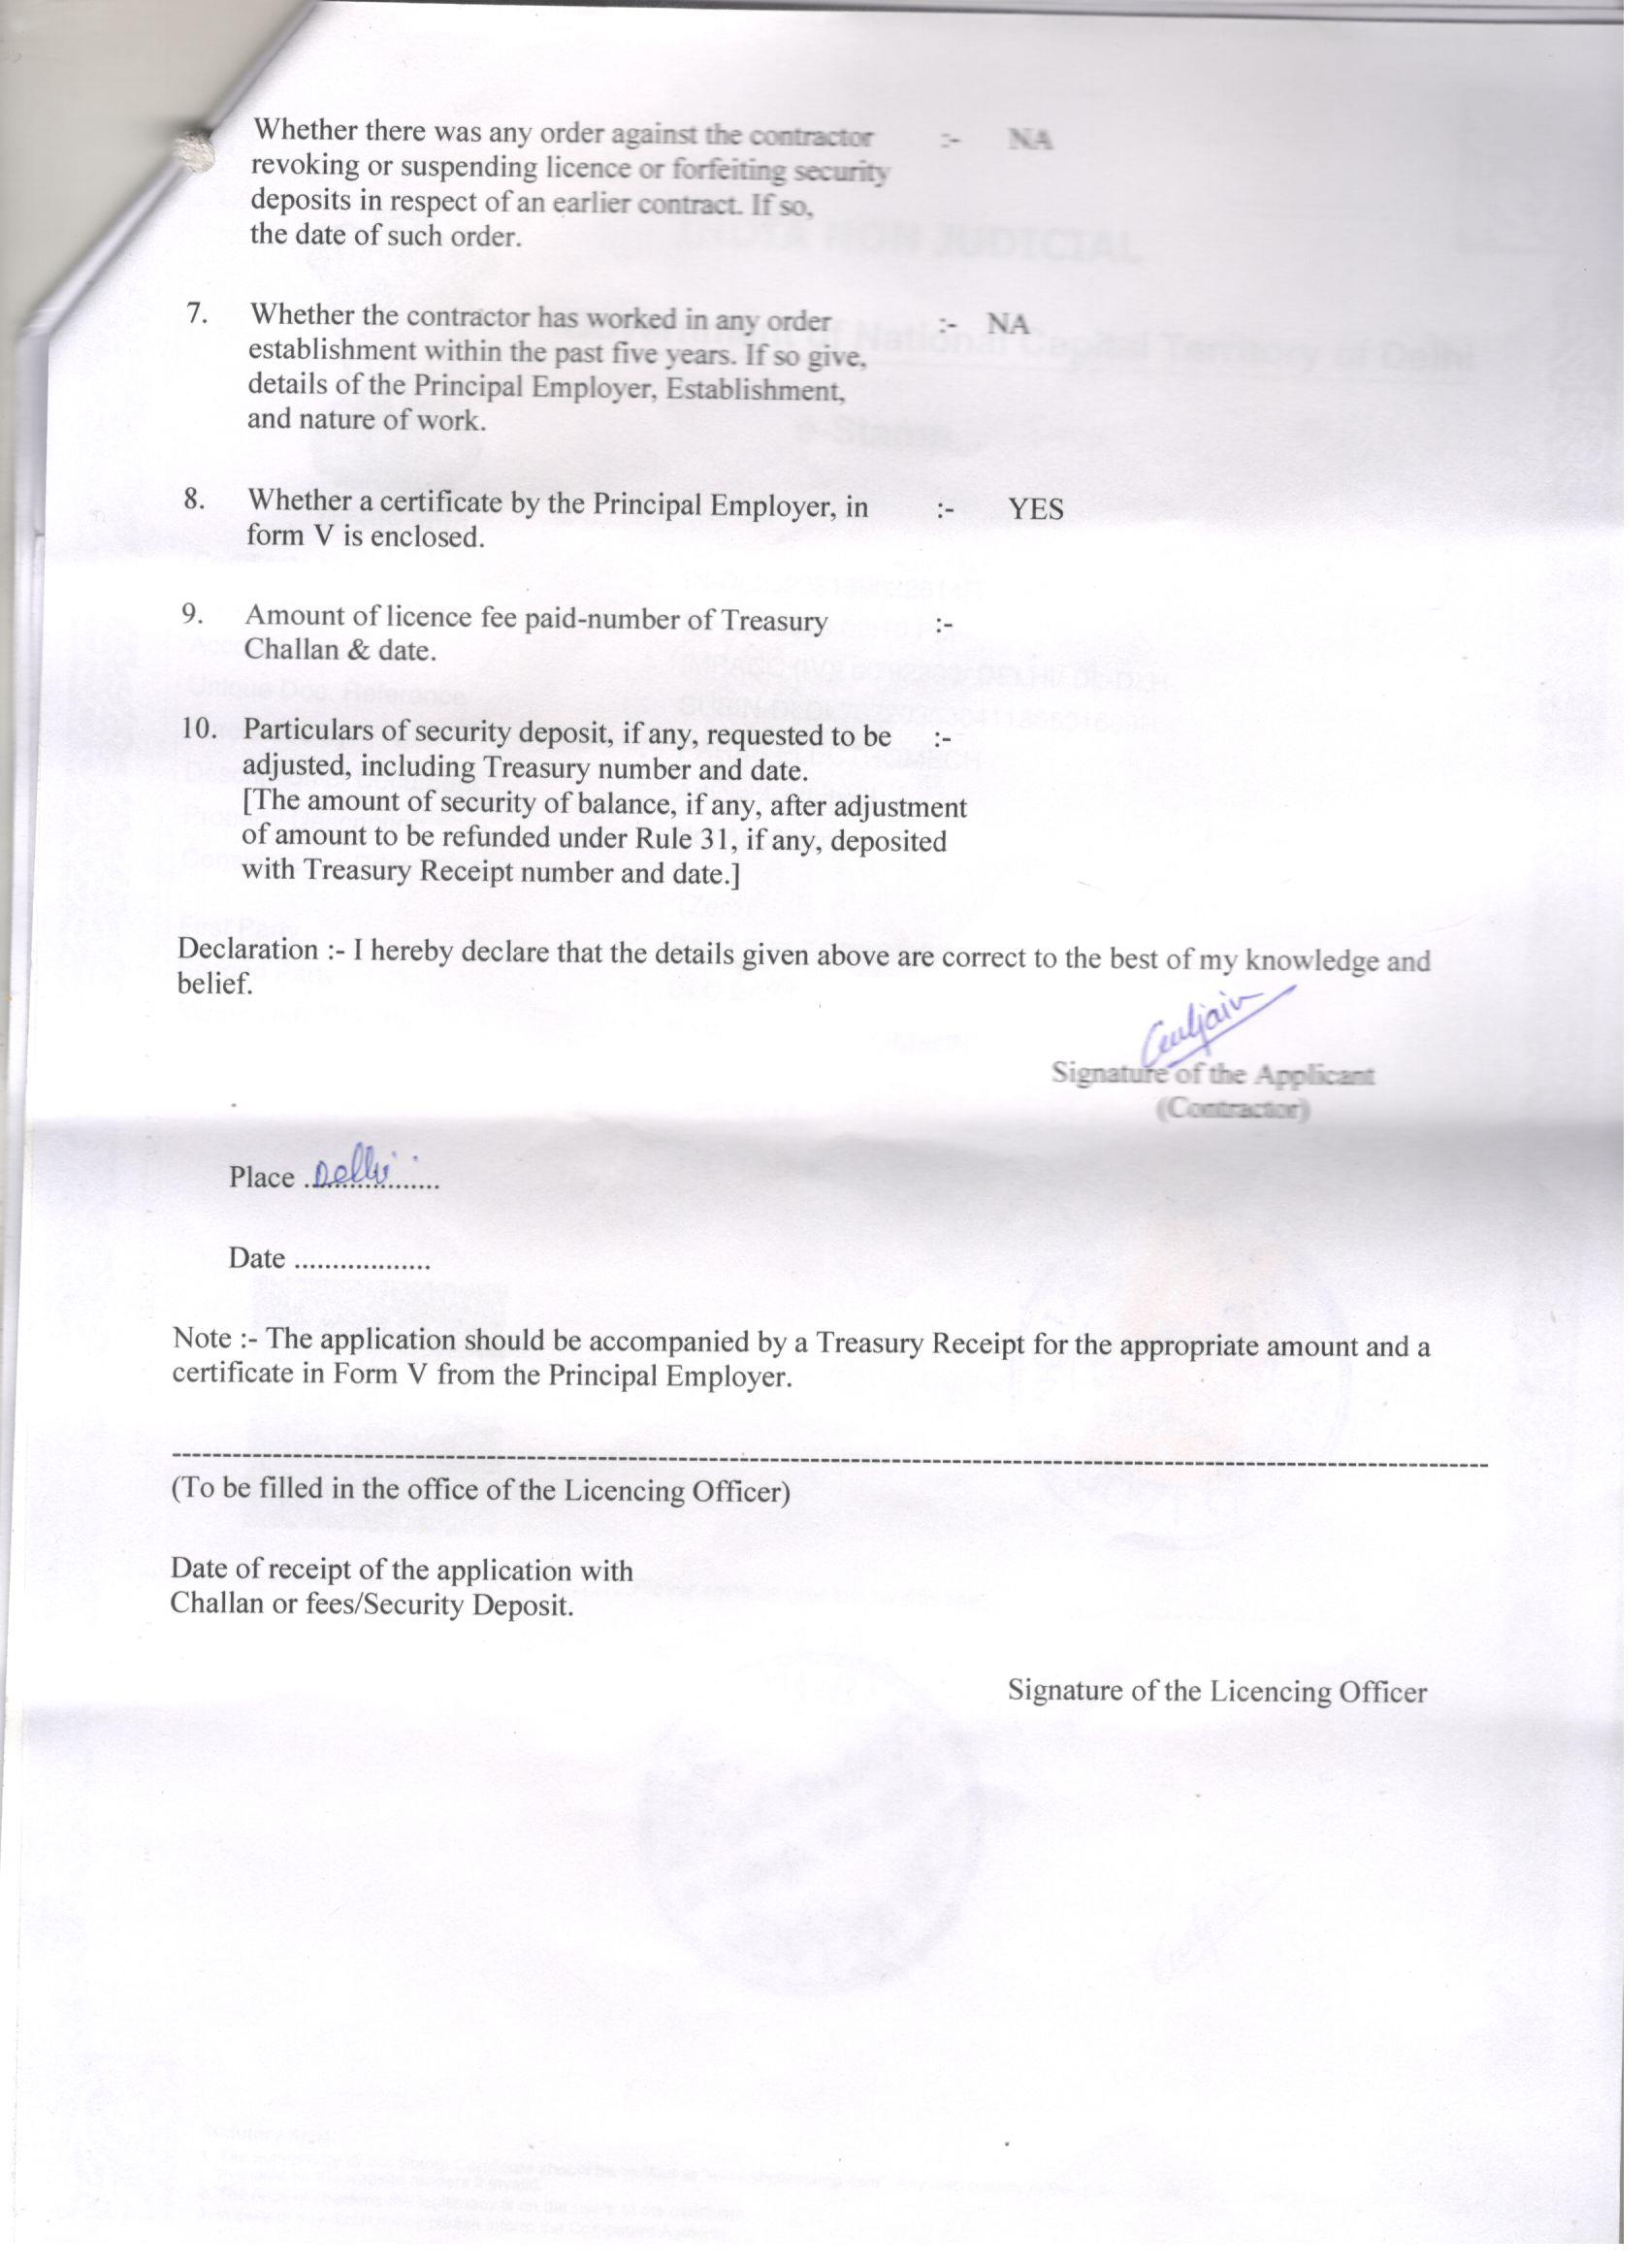 Whether there was any order against the contractor :- NA
revoking or suspending licence or forfeiting security
deposits in respect of an earlier contract. If so,
the date of such order.
7. Whether the contractor has worked in any order :- NA
establishment within the past five years. If so give,
details of the Principal Employer, Establishment,
and nature of work.
8. Whether a certificate by the Principal Employer, in :- YES
form V is enclosed.
9. Amount of licence fee paid-number of Treasury :-
Challan & date.
10. Particulars of security deposit, if any, requested to be :-
adjusted, including Treasury number and date.
[The amount of security of balance, if any, after adjustment
of amount to be refunded under Rule 31, if any, deposited
with Treasury Receipt number and date.]
Declaration :- I hereby declare that the details given above are correct to the best of my knowledge and
belief.
Signature of the Applicant
(Contractor)
Place ..Delhi..
Date ..................
Note :- The application should be accompanied by a Treasury Receipt for the appropriate amount and a
certificate in Form V from the Principal Employer.
(To be filled in the office of the Licencing Officer)
Date of receipt of the application with
Challan or fees/Security Deposit.
Signature of the Licencing Officer